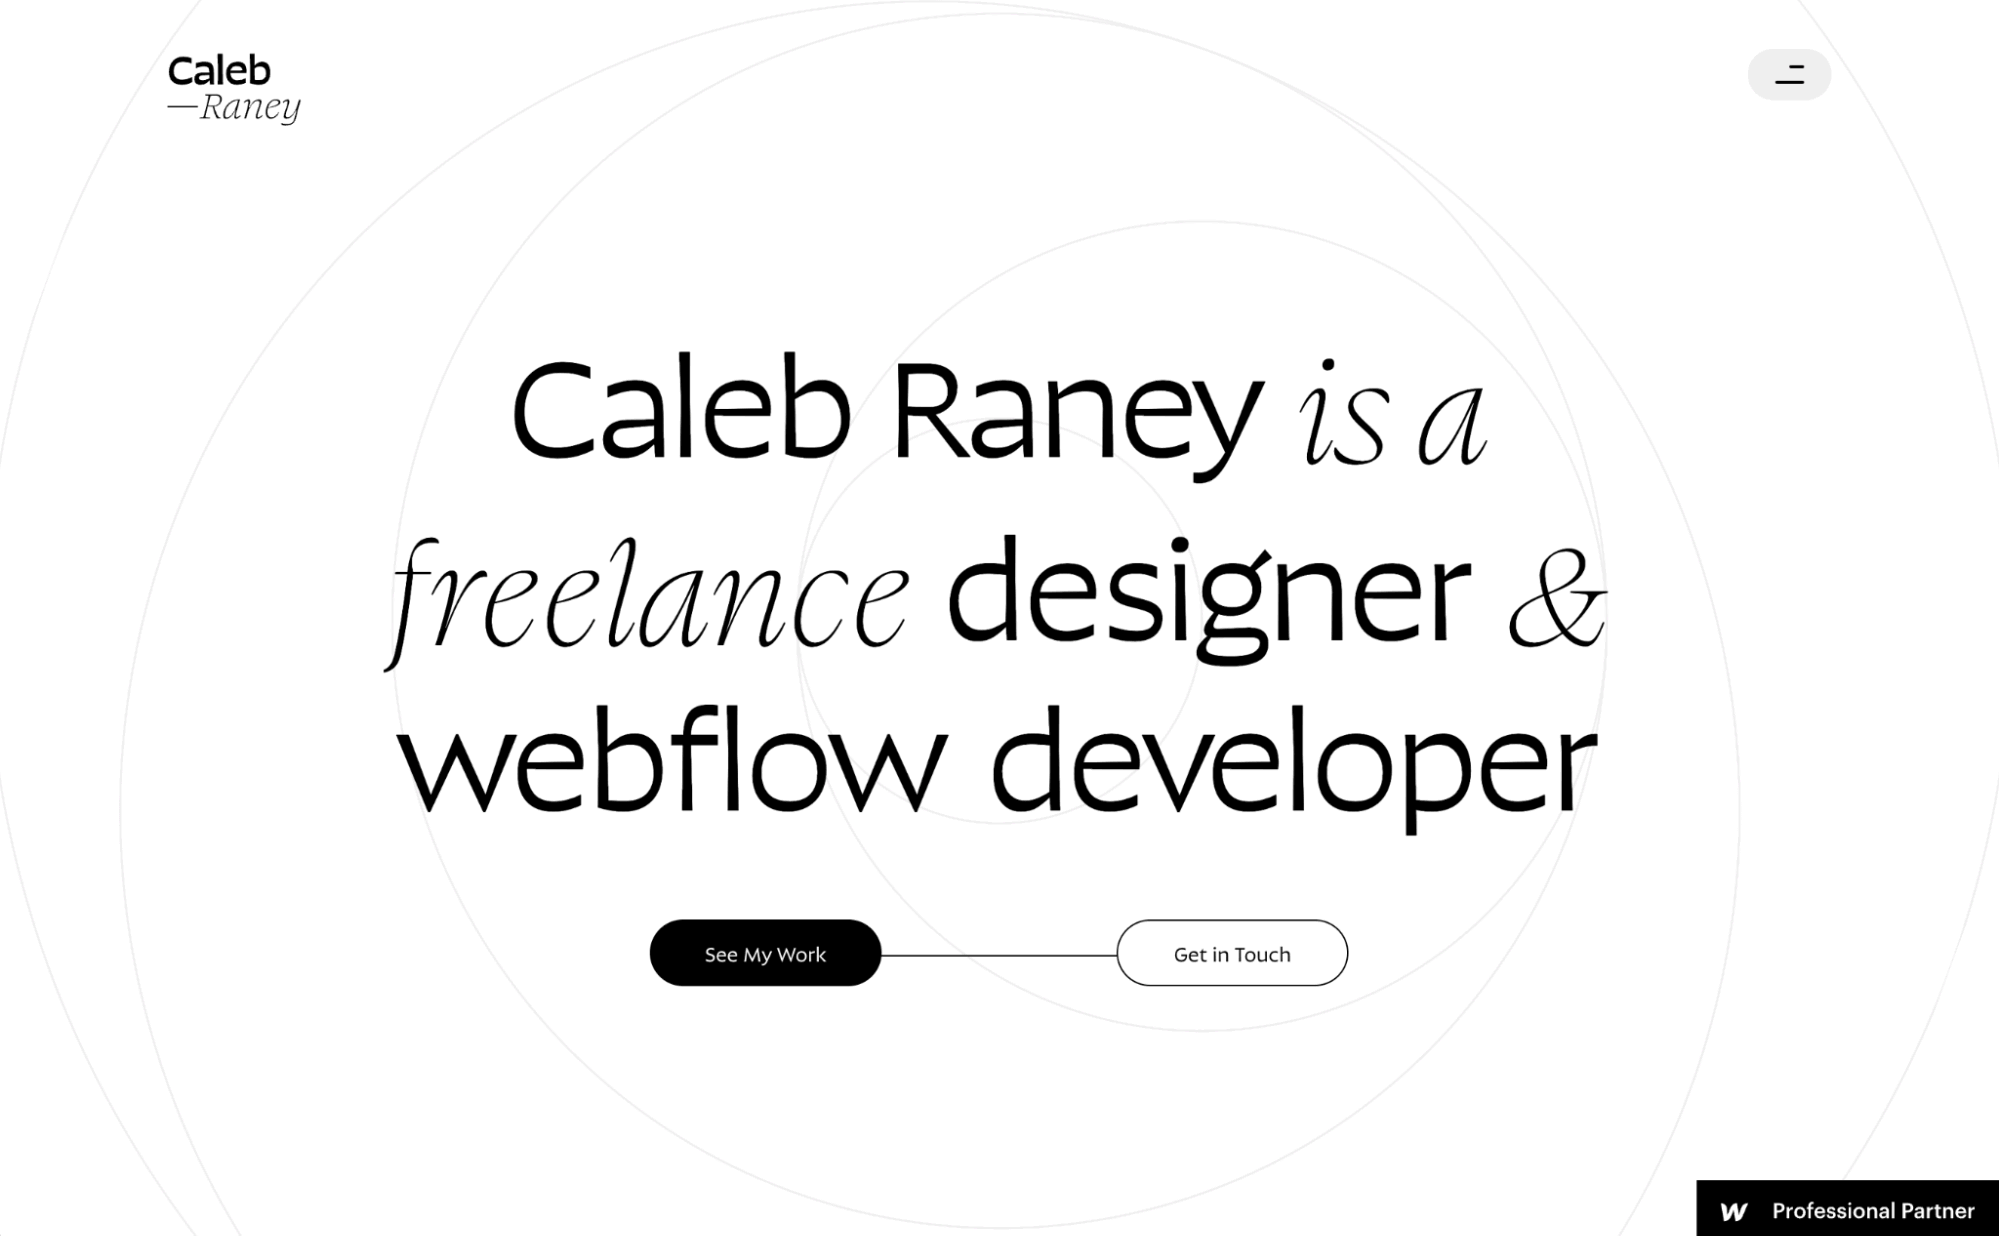 Caleb
—Raney
Caleb Raney is a
freelance designer &
webflow developer
See My Work
Get in Touch
Professional Partner